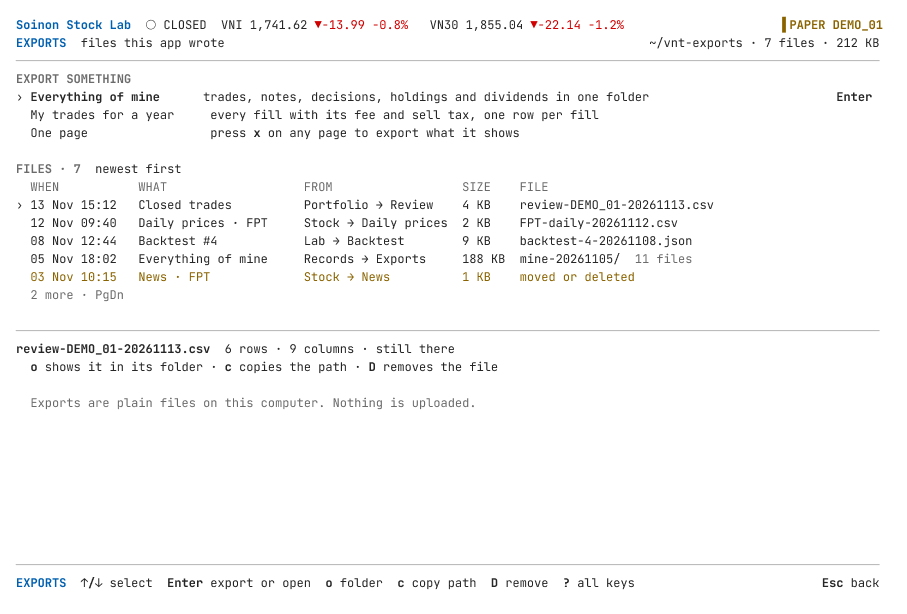 Soinon Stock Lab ○ CLOSED VNI 1,741.62 ▼-13.99 -0.8% VN30 1,855.04 ▼-22.14 -1.2% PAPER DEMO_01
EXPORTS files this app wrote ~/vnt-exports · 7 files · 212 KB
EXPORT SOMETHING
› Everything of mine trades, notes, decisions, holdings and dividends in one folder Enter
My trades for a year every fill with its fee and sell tax, one row per fill
One page press x on any page to export what it shows
FILES · 7 newest first
WHEN WHAT FROM SIZE FILE
› 13 Nov 15:12 Closed trades Portfolio → Review 4 KB review-DEMO_01-20261113.csv
12 Nov 09:40 Daily prices · FPT Stock → Daily prices 2 KB FPT-daily-20261112.csv
08 Nov 12:44 Backtest #4 Lab → Backtest 9 KB backtest-4-20261108.json
05 Nov 18:02 Everything of mine Records → Exports 188 KB mine-20261105/ 11 files
03 Nov 10:15 News · FPT Stock → News 1 KB moved or deleted
2 more · PgDn
review-DEMO_01-20261113.csv 6 rows · 9 columns · still there
o shows it in its folder · c copies the path · D removes the file
Exports are plain files on this computer. Nothing is uploaded.
EXPORTS ↑/↓ select Enter export or open o folder c copy path D remove ? all keys Esc back